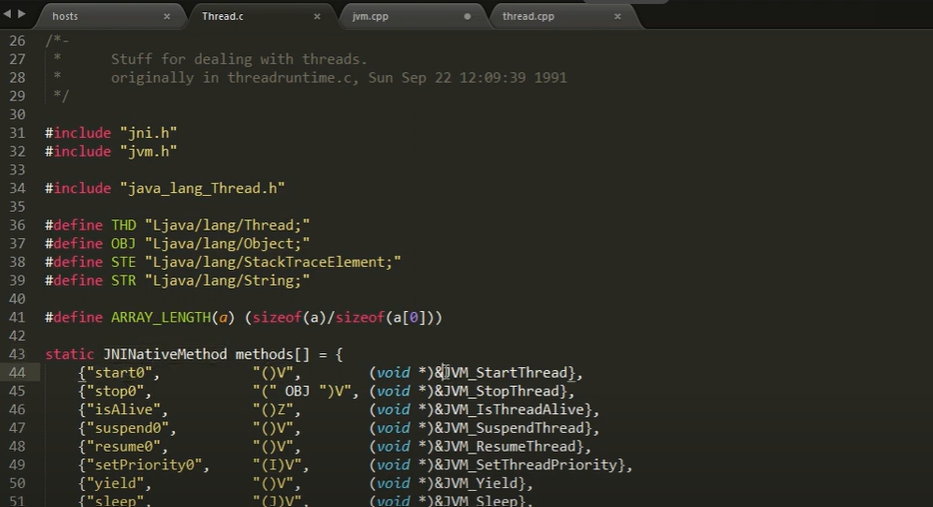 hosts
Thread.c
jvm.cpp
thread.cpp
26 /*-
27 * Stuff for dealing with threads.
28 * originally in threadruntime.c, Sun Sep 22 12:09:39 1991
29 */
30
31 #include "jni.h"
32 #include "jvm.h"
33
34 #include "java_lang_Thread.h"
35
36 #define THD "Ljava/lang/Thread;"
37 #define OBJ "Ljava/lang/Object;"
38 #define STE "Ljava/lang/StackTraceElement;"
39 #define STR "Ljava/lang/String;"
40
41 #define ARRAY_LENGTH(a) (sizeof(a)/sizeof(a[0]))
42
43 static JNINativeMethod methods[] = {
44 {"start0", "()V", (void *)&JVM_StartThread},
45 {"stop0", "(" OBJ ")V", (void *)&JVM_StopThread},
46 {"isAlive", "()Z", (void *)&JVM_IsThreadAlive},
47 {"suspend0", "()V", (void *)&JVM_SuspendThread},
48 {"resume0", "()V", (void *)&JVM_ResumeThread},
49 {"setPriority0", "(I)V", (void *)&JVM_SetThreadPriority},
50 {"yield", "()V", (void *)&JVM_Yield},
51 {"sleep", "(J)V", (void *)&JVM_Sleep},